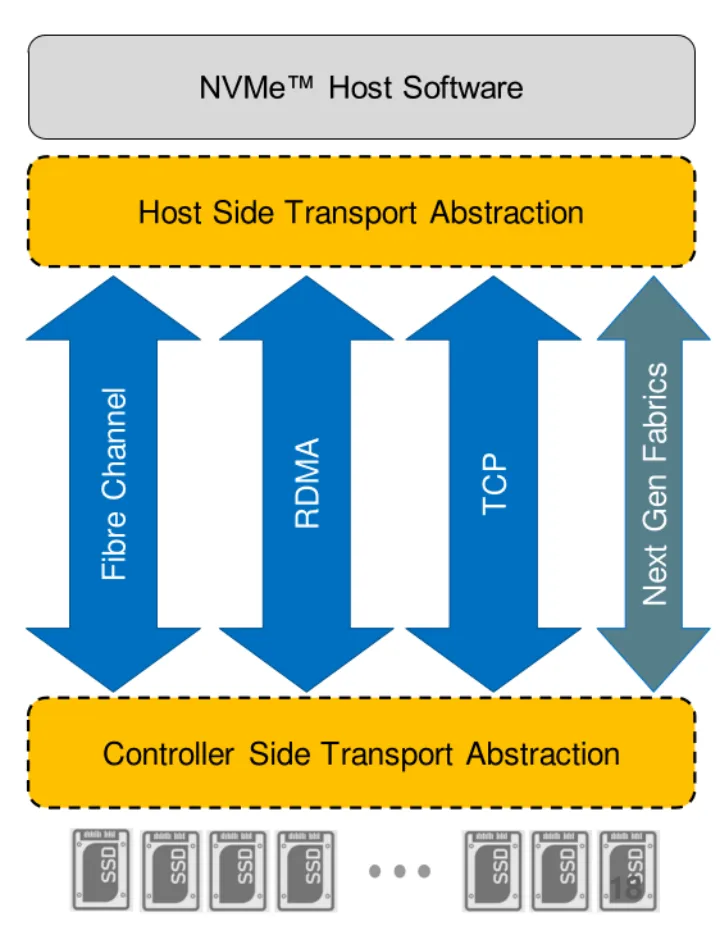 NVMe™ Host Software
Host Side Transport Abstraction
Fibre Channel
RDMA
TCP
Next Gen Fabrics
Controller Side Transport Abstraction
SSD SSD SSD SSD SSD SSD SSD
18